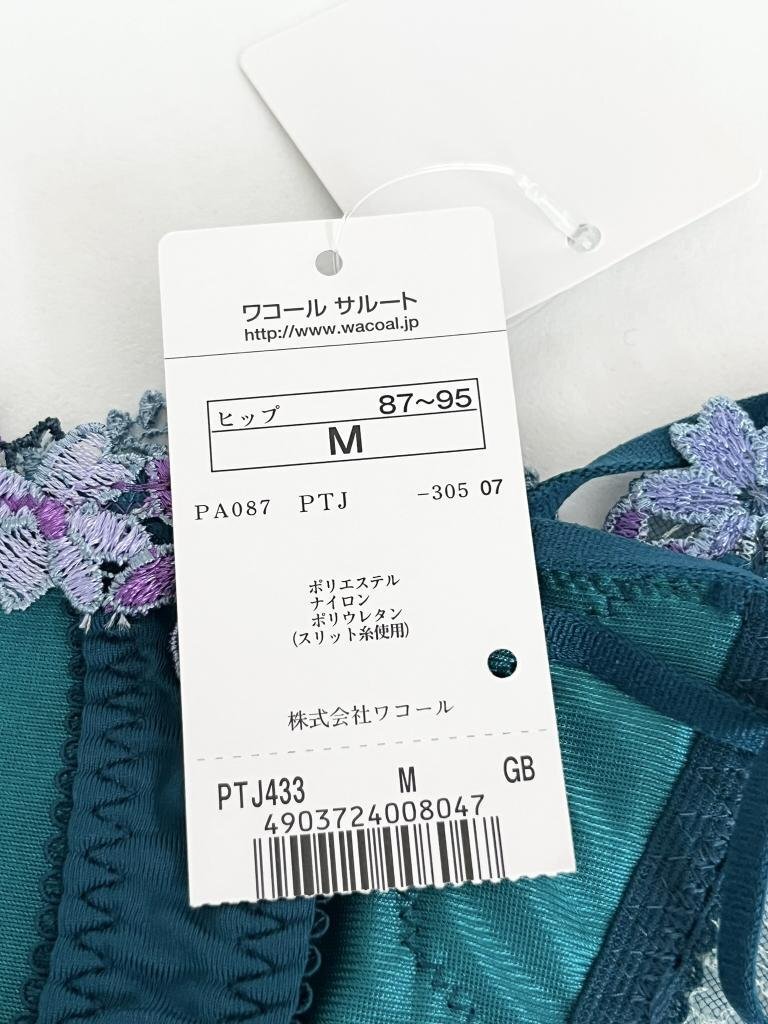 ワコール サルート
http://www.wacoal.jp
ヒップ 87～95
M
PA087 PTJ -305 07
ポリエステル
ナイロン
ポリウレタン
(スリット糸使用)
株式会社ワコール
PTJ433 M GB
4903724008047